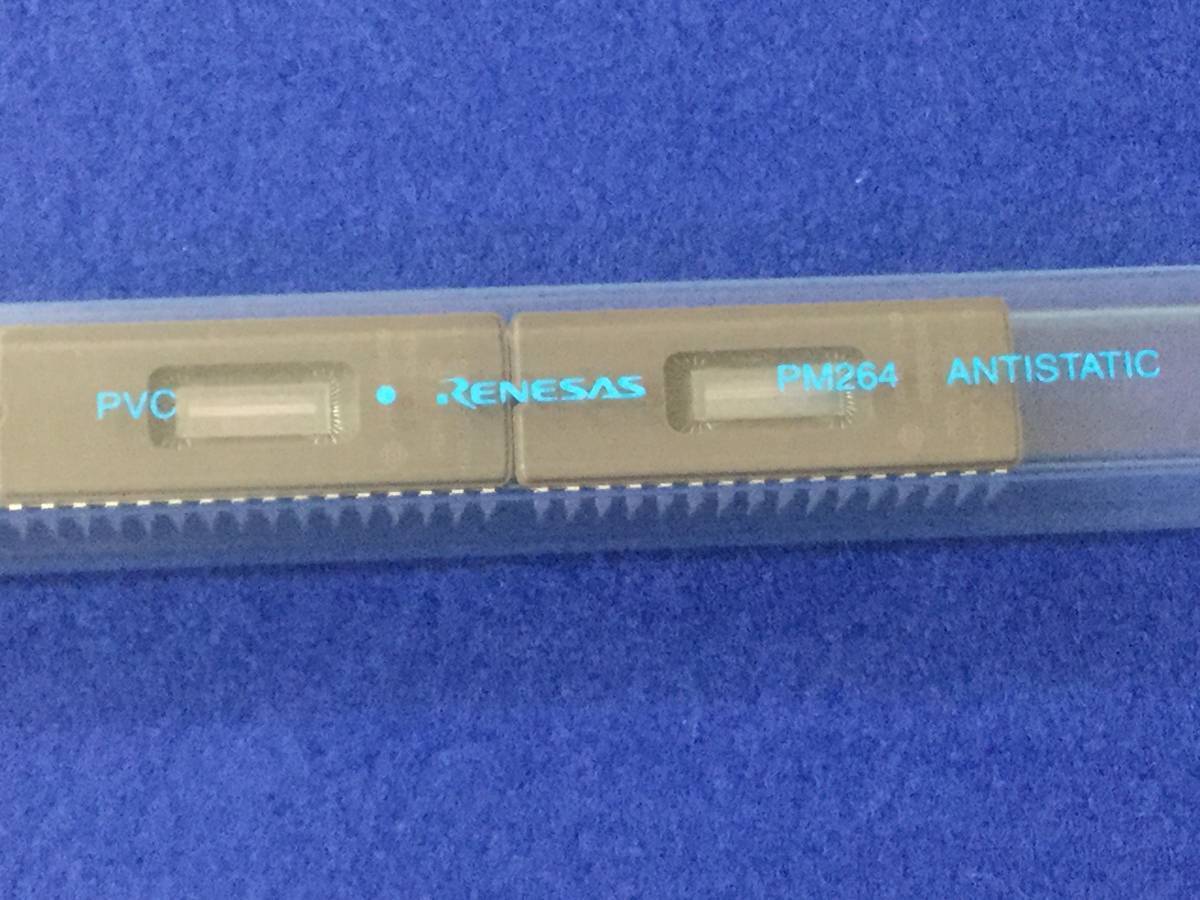 PVC • RENESAS PM264 ANTISTATIC